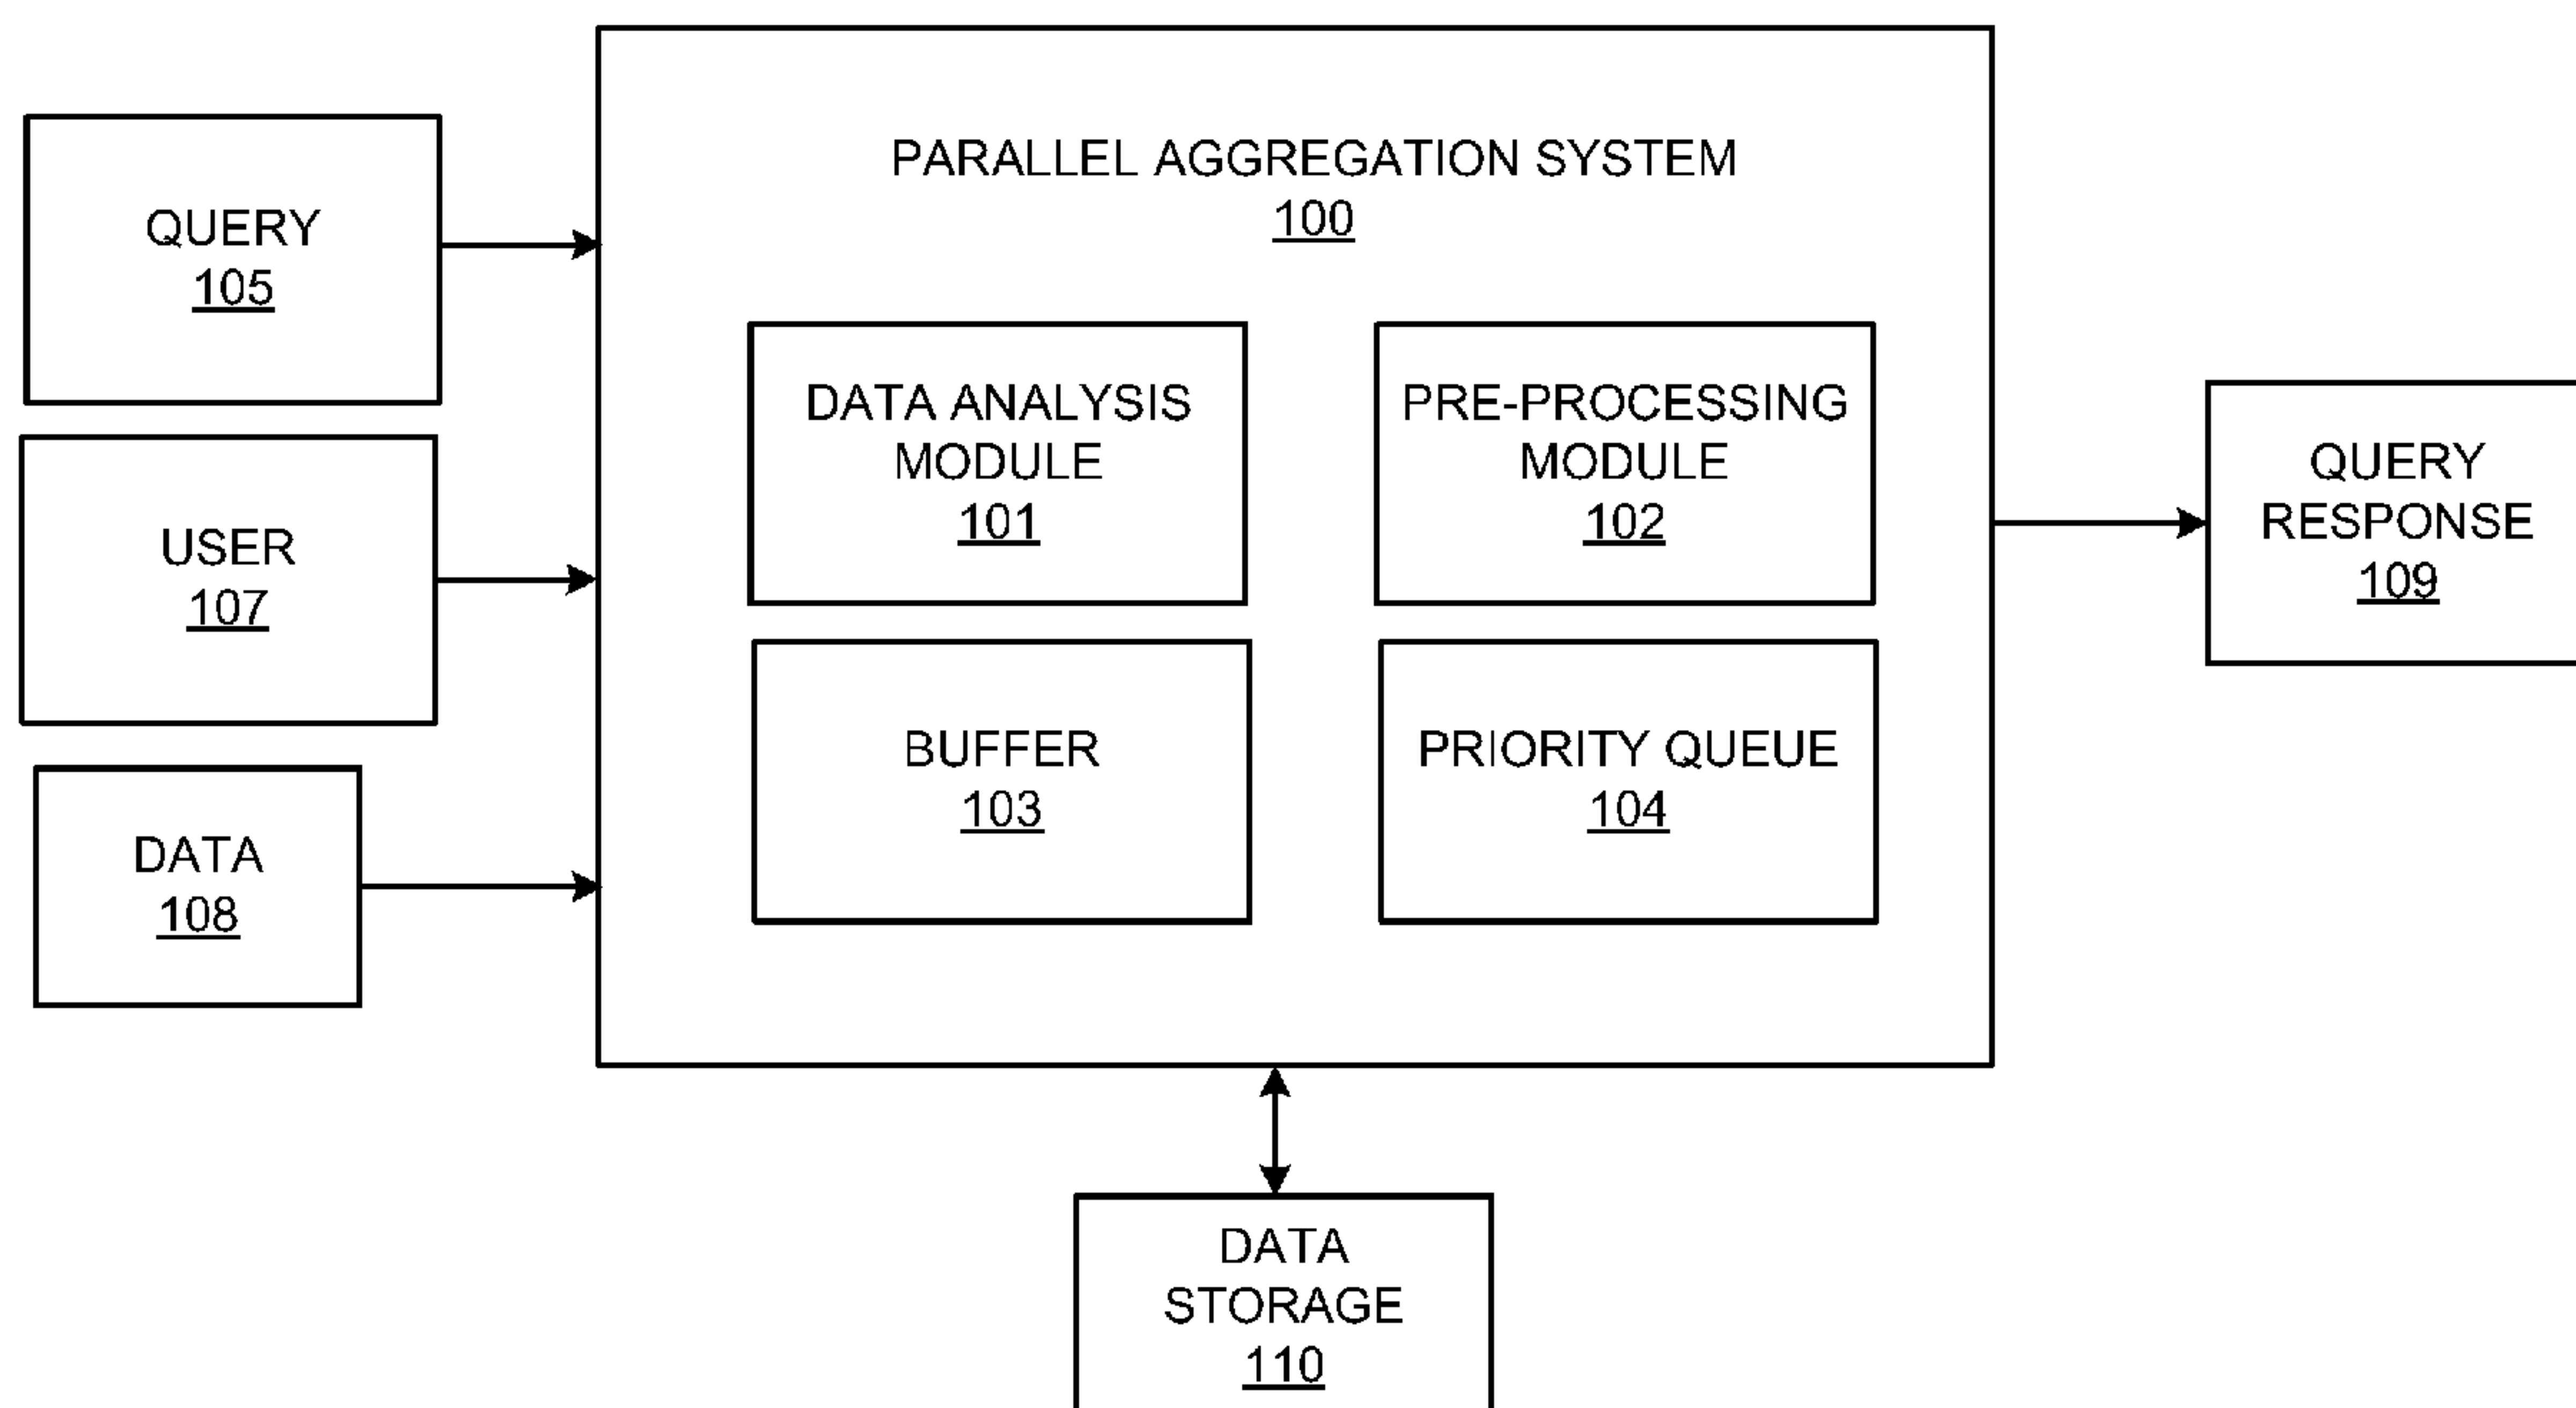 PARALLEL AGGREGATION SYSTEM
100
QUERY
105
USER
107
DATA
108
DATA ANALYSIS
MODULE
101
PRE-PROCESSING
MODULE
102
BUFFER
103
PRIORITY QUEUE
104
QUERY
RESPONSE
109
DATA
STORAGE
110